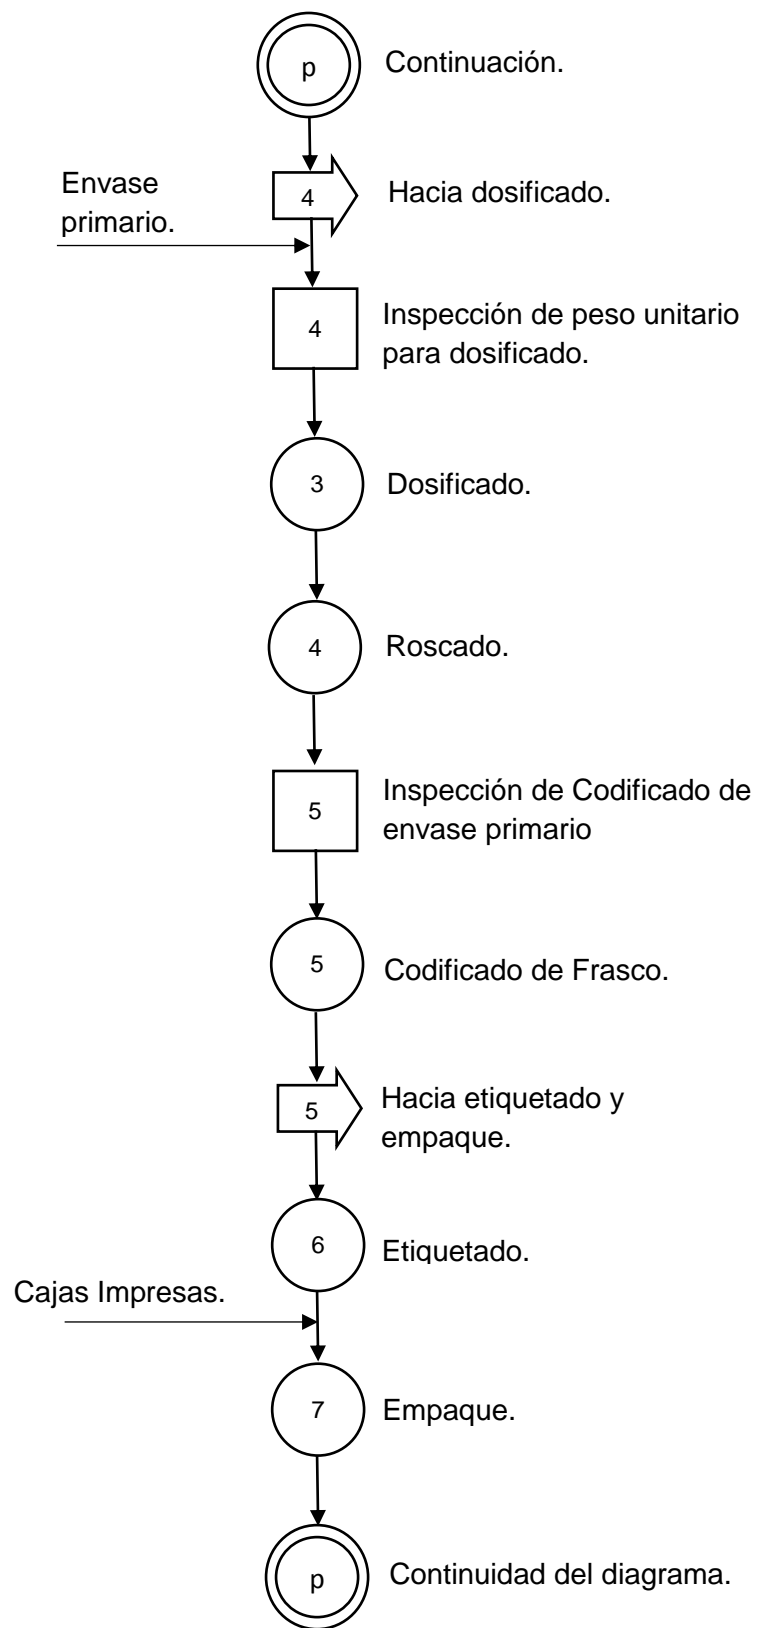 p
Continuación.
Envase
primario.
4
Hacia dosificado.
4
Inspección de peso unitario
para dosificado.
3
Dosificado.
4
Roscado.
5
Inspección de Codificado de
envase primario
5
Codificado de Frasco.
5
Hacia etiquetado y
empaque.
6
Etiquetado.
Cajas Impresas.
7
Empaque.
p
Continuidad del diagrama.